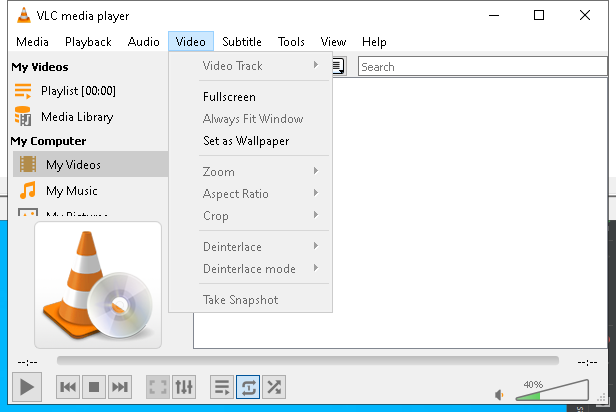 VLC media player
Media Playback Audio Video Subtitle Tools View Help
My Videos
Playlist [00:00]
Media Library
My Computer
My Videos
My Music
My Pictures
Search
Video Track
Fullscreen
Always Fit Window
Set as Wallpaper
Zoom
Aspect Ratio
Crop
Deinterlace
Deinterlace mode
Take Snapshot
--:-- --:--
40%